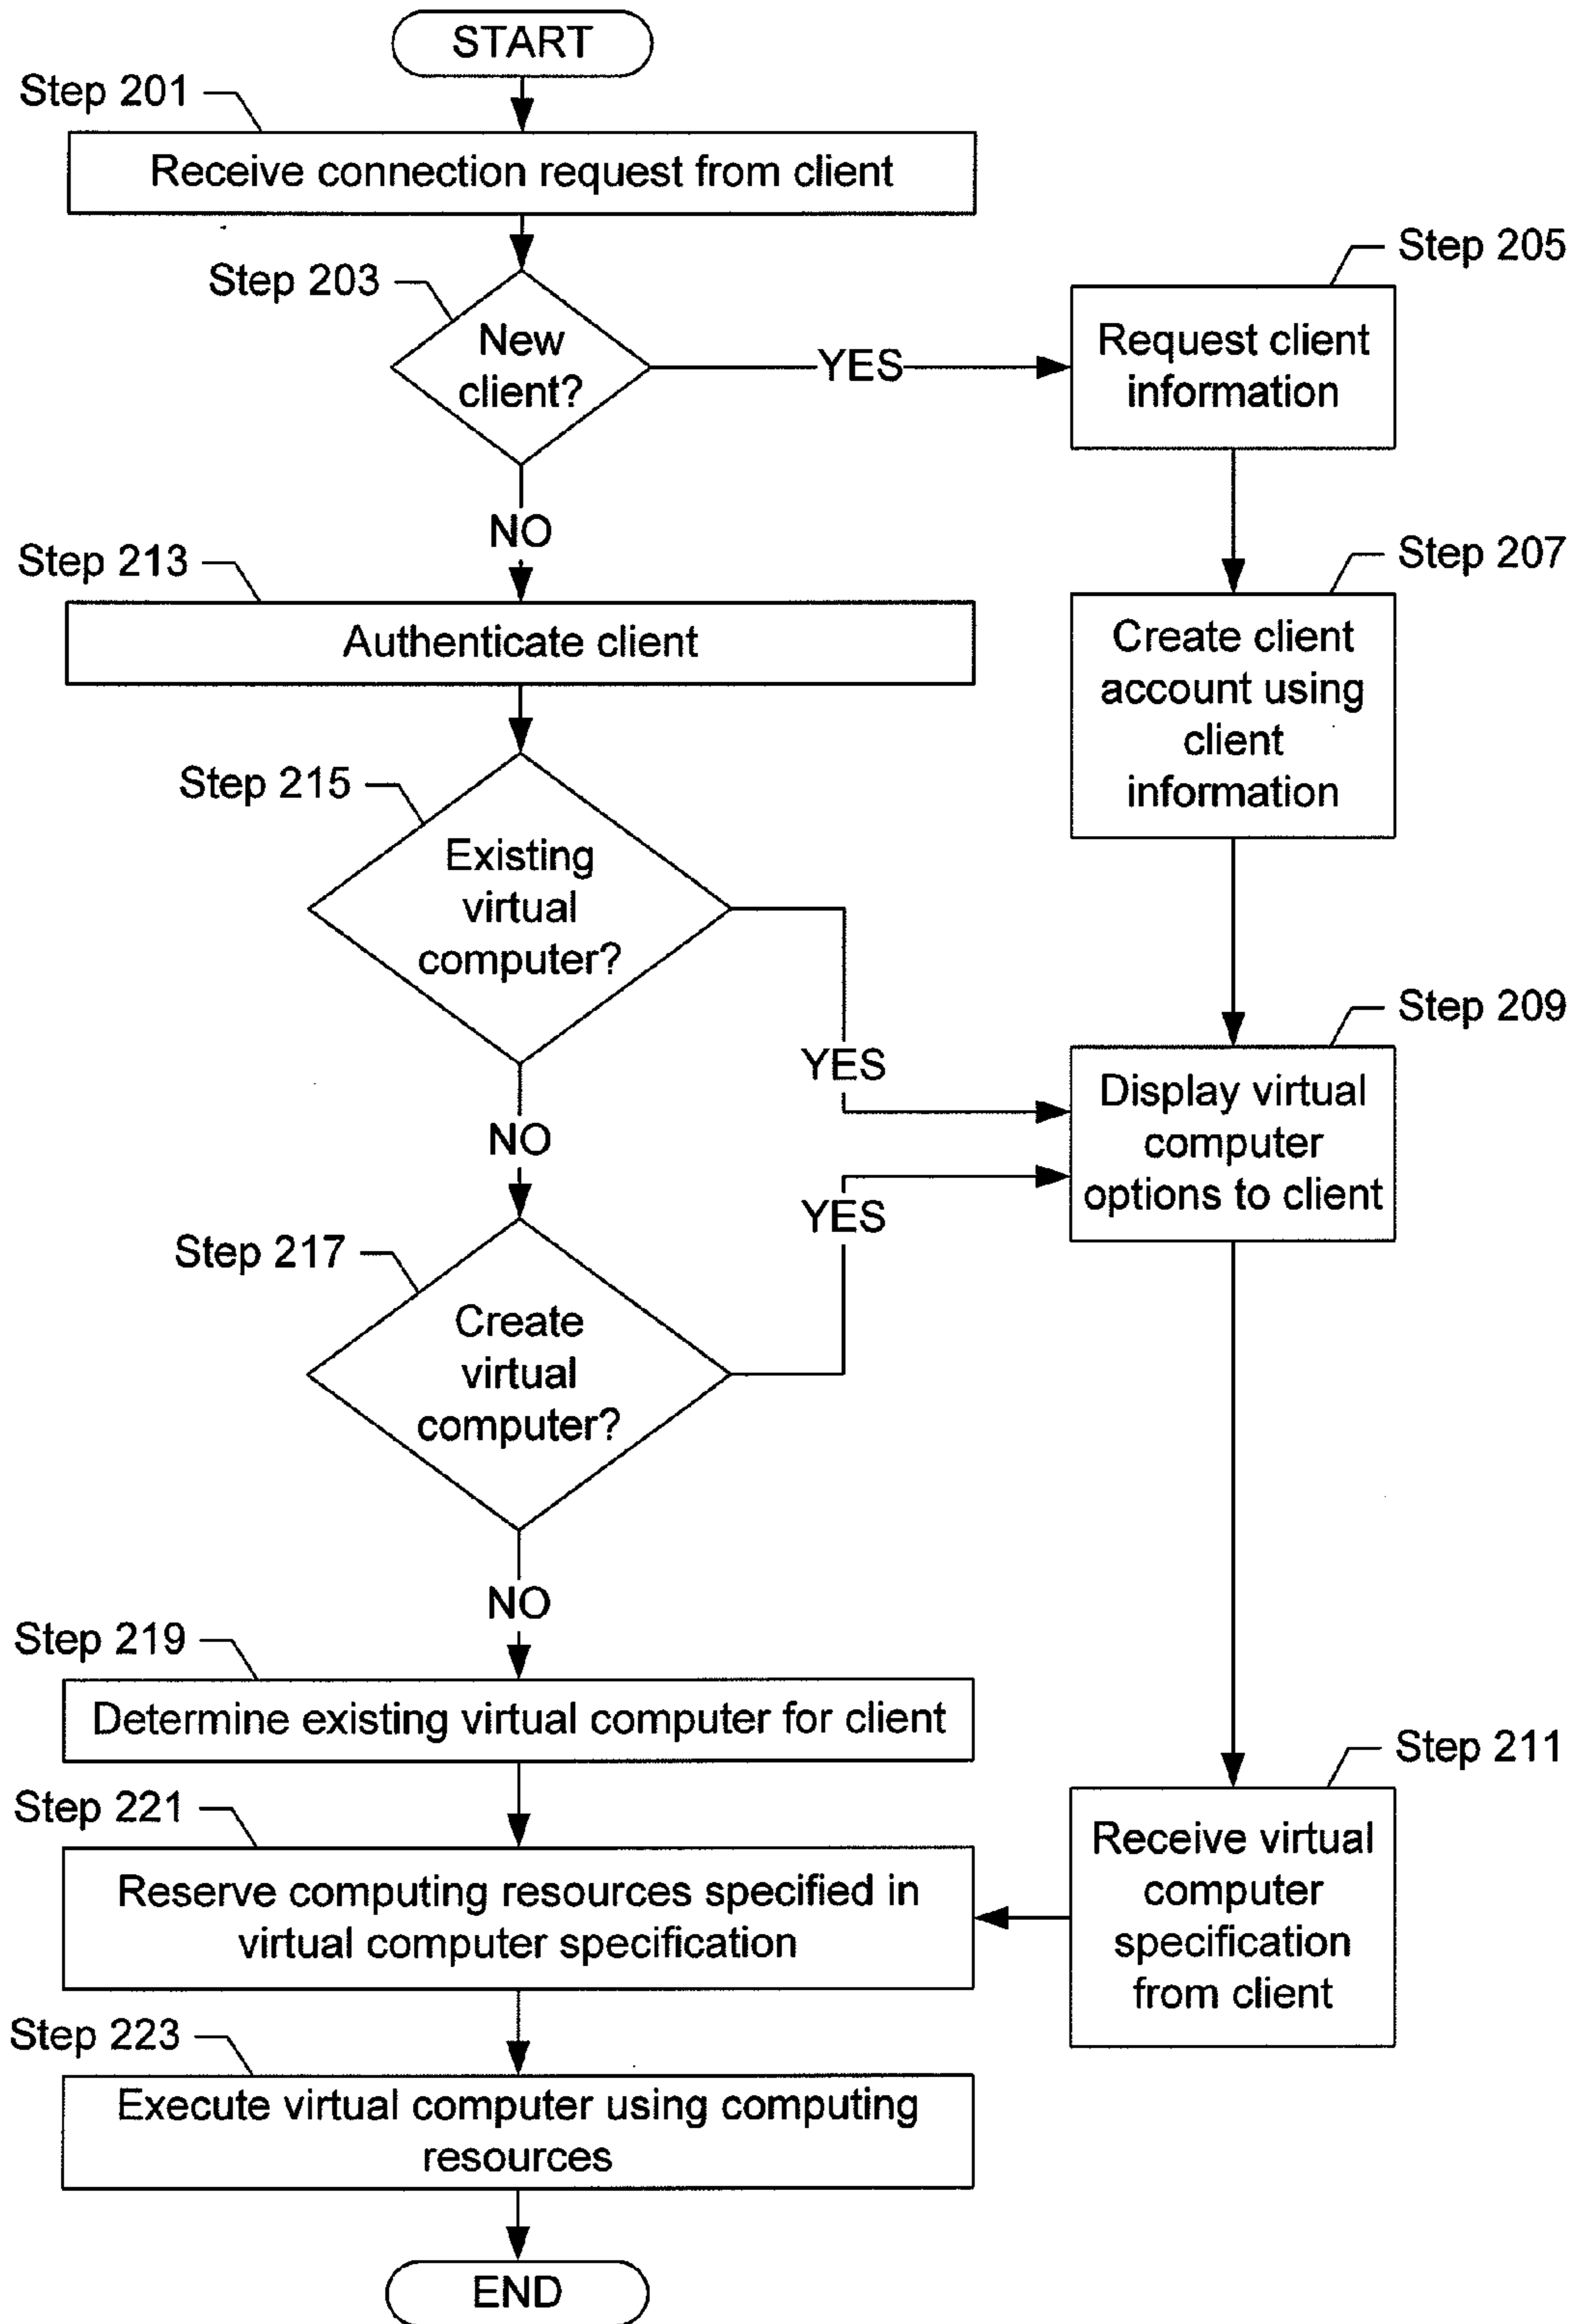 START
Step 201
Receive connection request from client
Step 203
New
client?
YES
Step 205
Request client
information
NO
Step 207
Create client
account using
client
information
Step 213
Authenticate client
Step 215
Existing
virtual
computer?
YES
NO
Step 209
Display virtual
computer
options to client
Step 217
Create
virtual
computer?
YES
NO
Step 219
Determine existing virtual computer for client
Step 211
Receive virtual
computer
specification
from client
Step 221
Reserve computing resources specified in
virtual computer specification
Step 223
Execute virtual computer using computing
resources
END